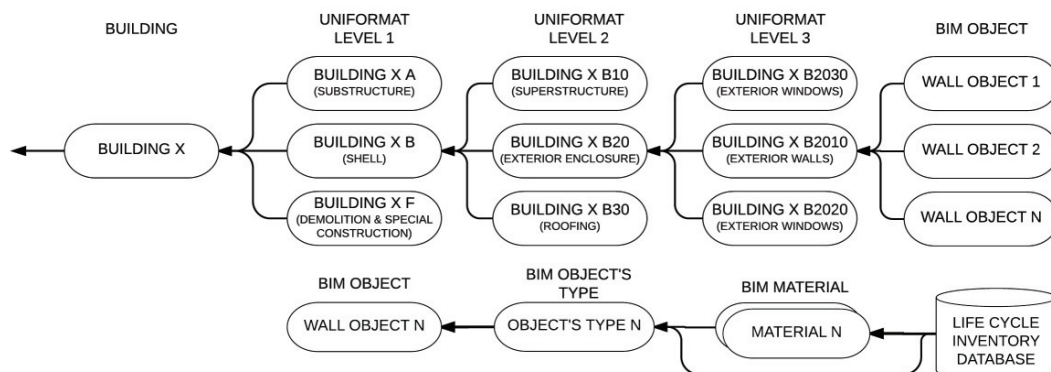 BUILDING
UNIFORMAT
LEVEL 1
UNIFORMAT
LEVEL 2
UNIFORMAT
LEVEL 3
BIM OBJECT
BUILDING X A
(SUBSTRUCTURE)
BUILDING X B10
(SUPERSTRUCTURE)
BUILDING X B2030
(EXTERIOR WINDOWS)
WALL OBJECT 1
BUILDING X
BUILDING X B
(SHELL)
BUILDING X B20
(EXTERIOR ENCLOSURE)
BUILDING X B2010
(EXTERIOR WALLS)
WALL OBJECT 2
BUILDING X F
(DEMOLITION & SPECIAL
CONSTRUCTION)
BUILDING X B30
(ROOFING)
BUILDING X B2020
(EXTERIOR WINDOWS)
WALL OBJECT N
BIM OBJECT
BIM OBJECT'S
TYPE
BIM MATERIAL
WALL OBJECT N
OBJECT'S TYPE N
MATERIAL N
LIFE CYCLE
INVENTORY
DATABASE